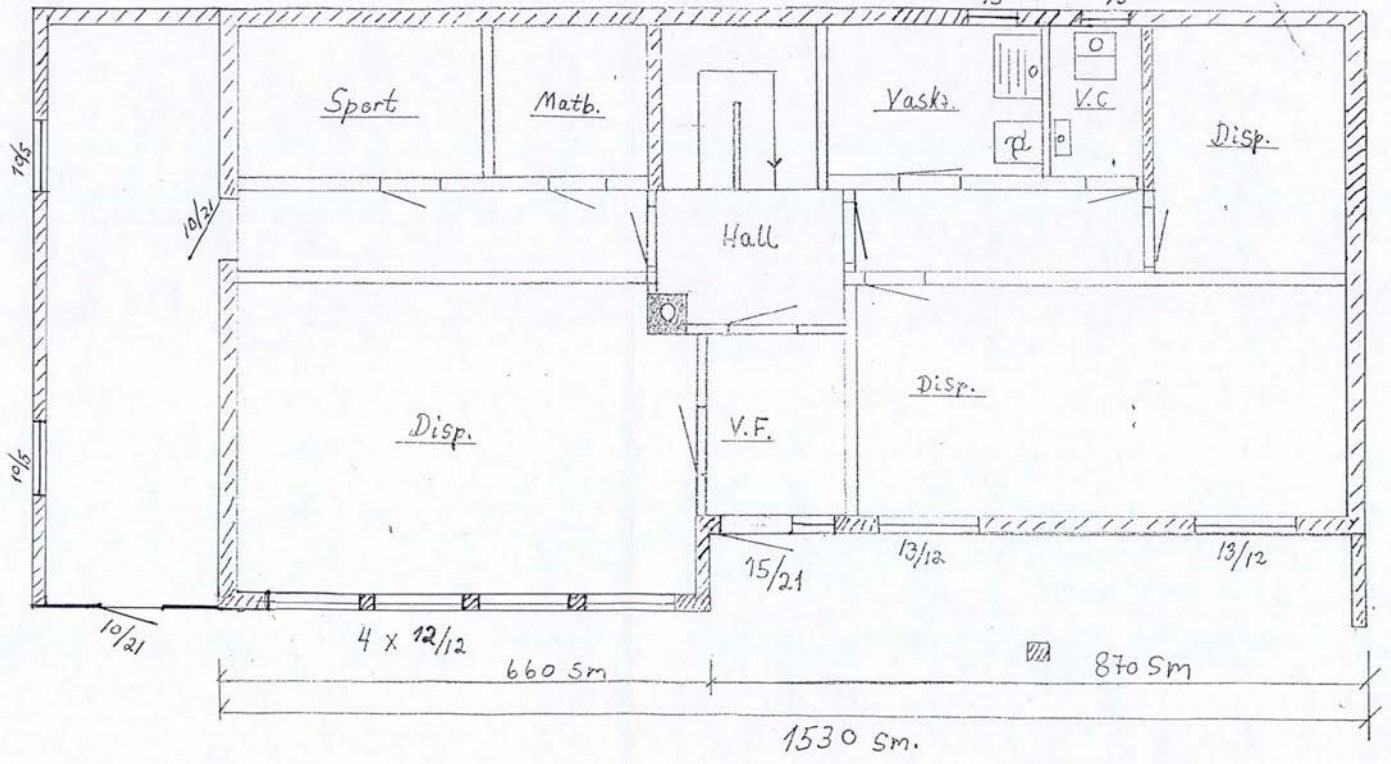 Sport
Matb.
Vask.
V.C
Disp.
10/5
10/21
Hall
Disp.
V.F.
Disp.
10/5
15/21
13/12
13/12
10/21
4 x 12/12
660 sm
870 sm
1530 sm.